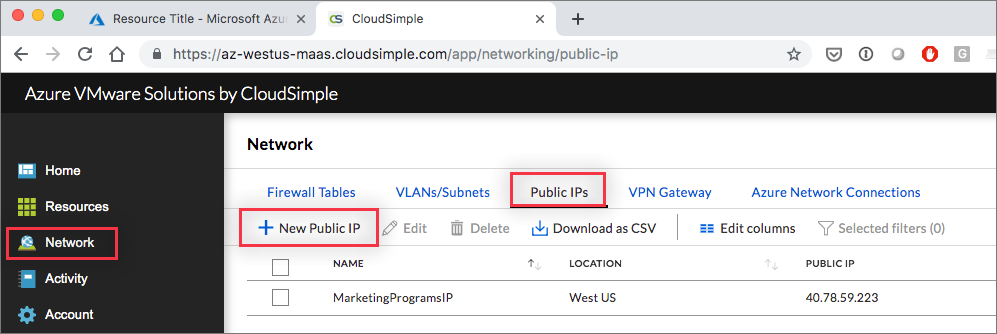 Resource Title - Microsoft Azu
CS CloudSimple
https://az-westus-maas.cloudsimple.com/app/networking/public-ip
G
Azure VMware Solutions by CloudSimple
Home
Resources
Network
Activity
Account
Network
Firewall Tables VLANs/Subnets Public IPs VPN Gateway Azure Network Connections
New Public IP Edit Delete Download as CSV Edit columns Selected filters (0)
NAME LOCATION PUBLIC IP
MarketingProgramsIP West US 40.78.59.223